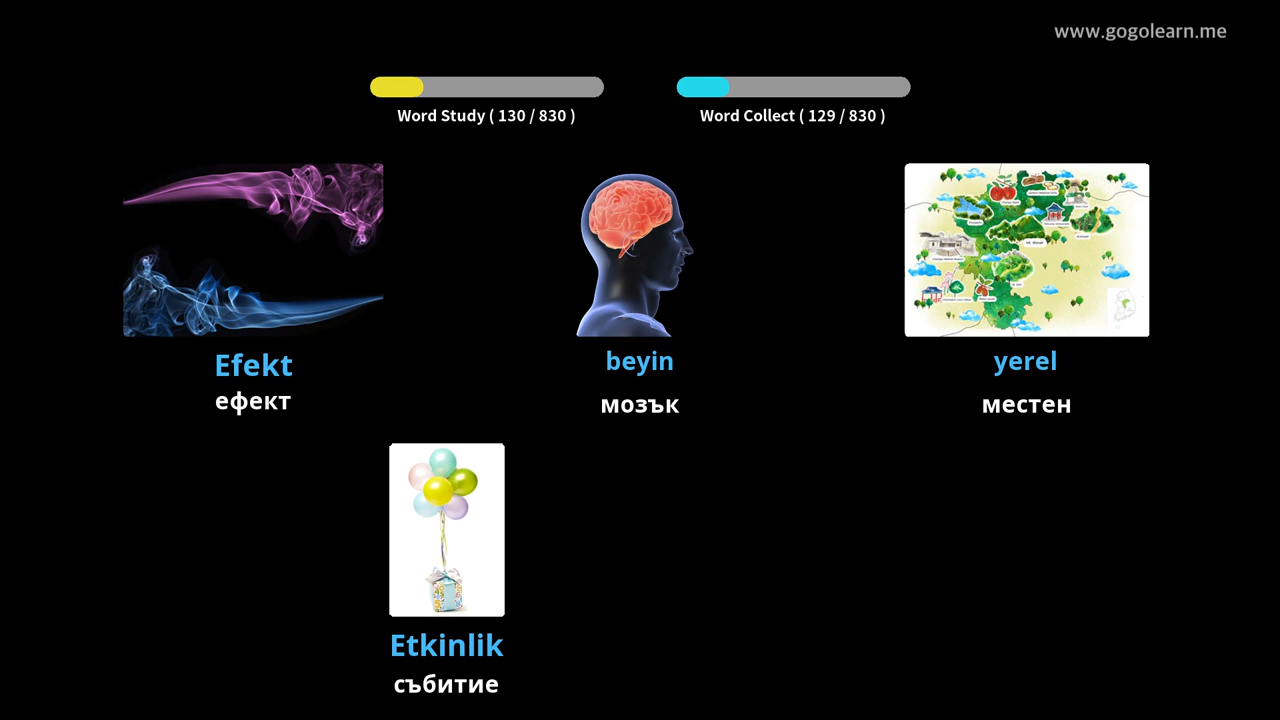 www.gogolearn.me
Word Study ( 130 / 830 )
Word Collect ( 129 / 830 )
Efekt
ефект
beyin
мозък
yerel
местен
Etkinlik
събитие